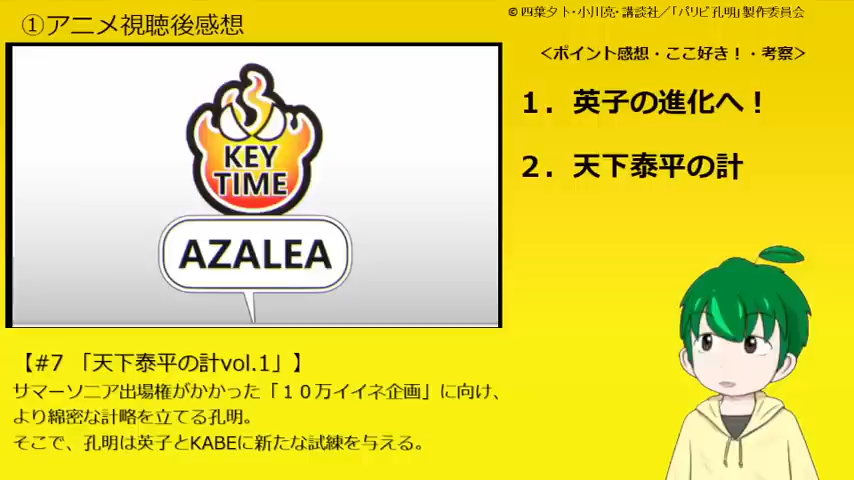 ①アニメ視聴後感想
© 四葉夕ト・小川亮・講談社／「パリピ孔明」製作委員会
＜ポイント感想・ここ好き！・考察＞
１．英子の進化へ！
２．天下泰平の計
KEY
TIME
AZALEA
【#7 「天下泰平の計vol.1」】
サマーソニア出場権がかかった「１０万イイネ企画」に向け、
より綿密な計略を立てる孔明。
そこで、孔明は英子とKABEに新たな試練を与える。